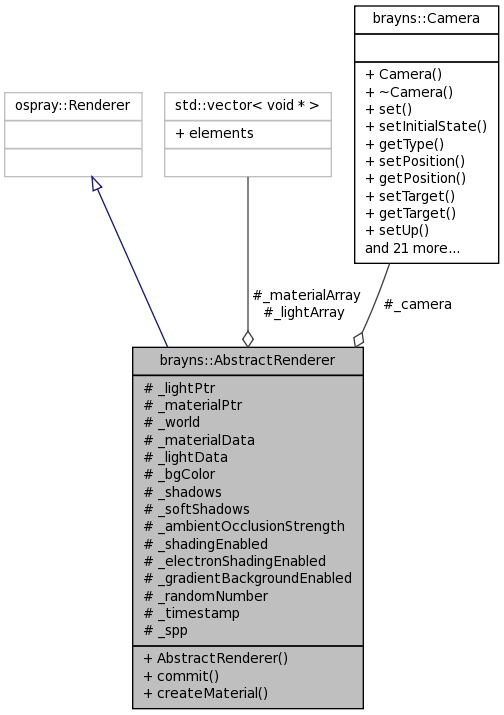 brayns::Camera
+ Camera()
+ ~Camera()
+ set()
+ setInitialState()
+ getType()
+ setPosition()
+ getPosition()
+ setTarget()
+ getTarget()
+ setUp()
and 21 more...
ospray::Renderer
std::vector< void * >
+ elements
#_materialArray
#_lightArray
#_camera
brayns::AbstractRenderer
# _lightPtr
# _materialPtr
# _world
# _materialData
# _lightData
# _bgColor
# _shadows
# _softShadows
# _ambientOcclusionStrength
# _shadingEnabled
# _electronShadingEnabled
# _gradientBackgroundEnabled
# _randomNumber
# _timestamp
# _spp
+ AbstractRenderer()
+ commit()
+ createMaterial()